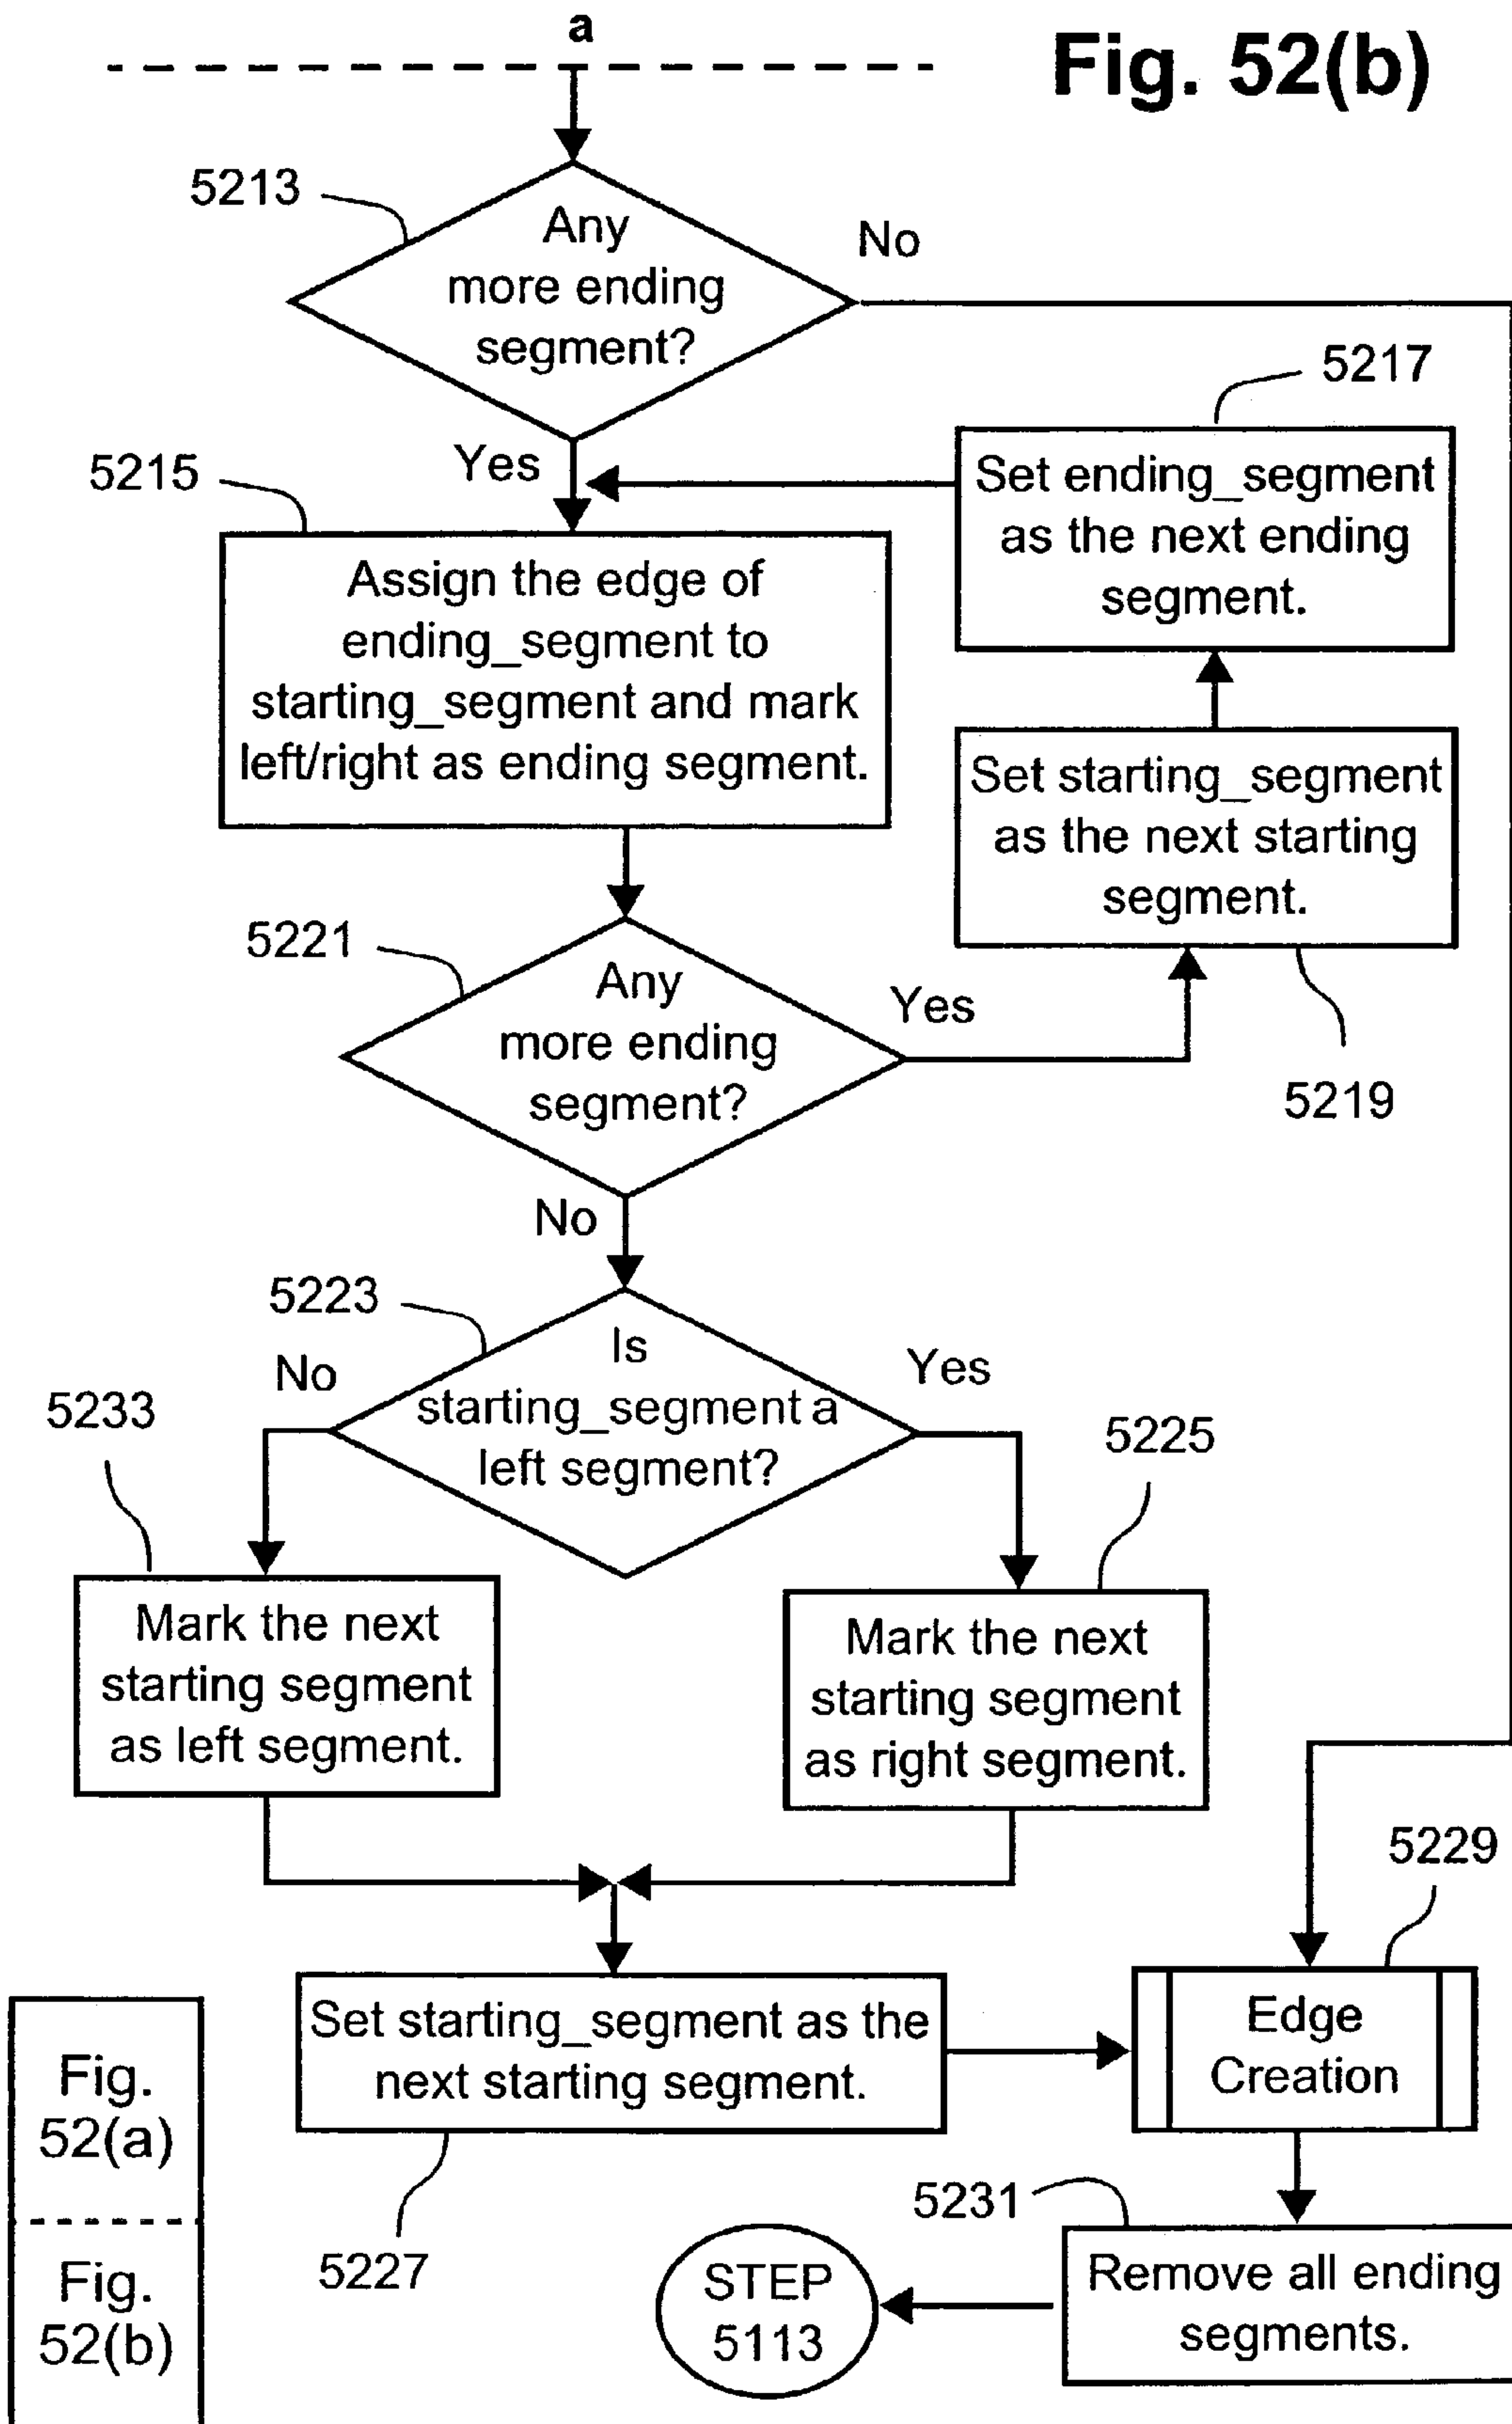 a
Fig. 52(b)
5213
Any
more ending
segment?
No
5217
Yes
5215
Set ending_segment
as the next ending
segment.
Assign the edge of
ending_segment to
starting_segment and mark
left/right as ending segment.
Set starting_segment
as the next starting
segment.
5221
Any
more ending
segment?
Yes
5219
No
5223
Is
starting_segment a
left segment?
No
Yes
5233
5225
Mark the next
starting segment
as left segment.
Mark the next
starting segment
as right segment.
5229
Set starting_segment as the
next starting segment.
Edge
Creation
Fig.
52(a)
Fig.
52(b)
5227
5231
STEP
5113
Remove all ending
segments.